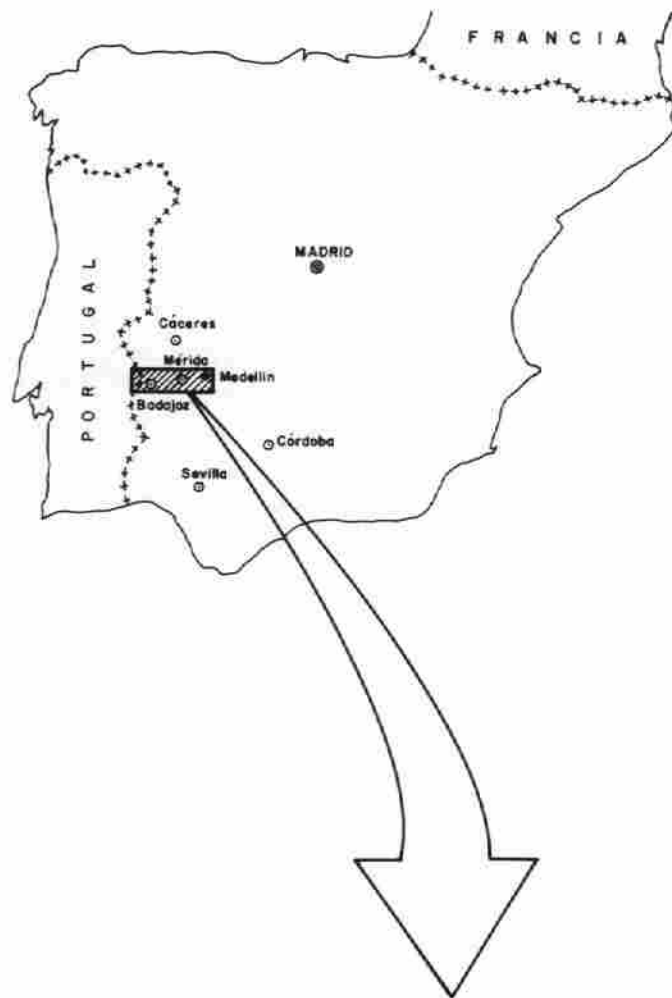 FRANCIA
MADRID
PORTUGAL
Cáceres
Mérida
Medellín
Badajoz
Córdoba
Sevilla